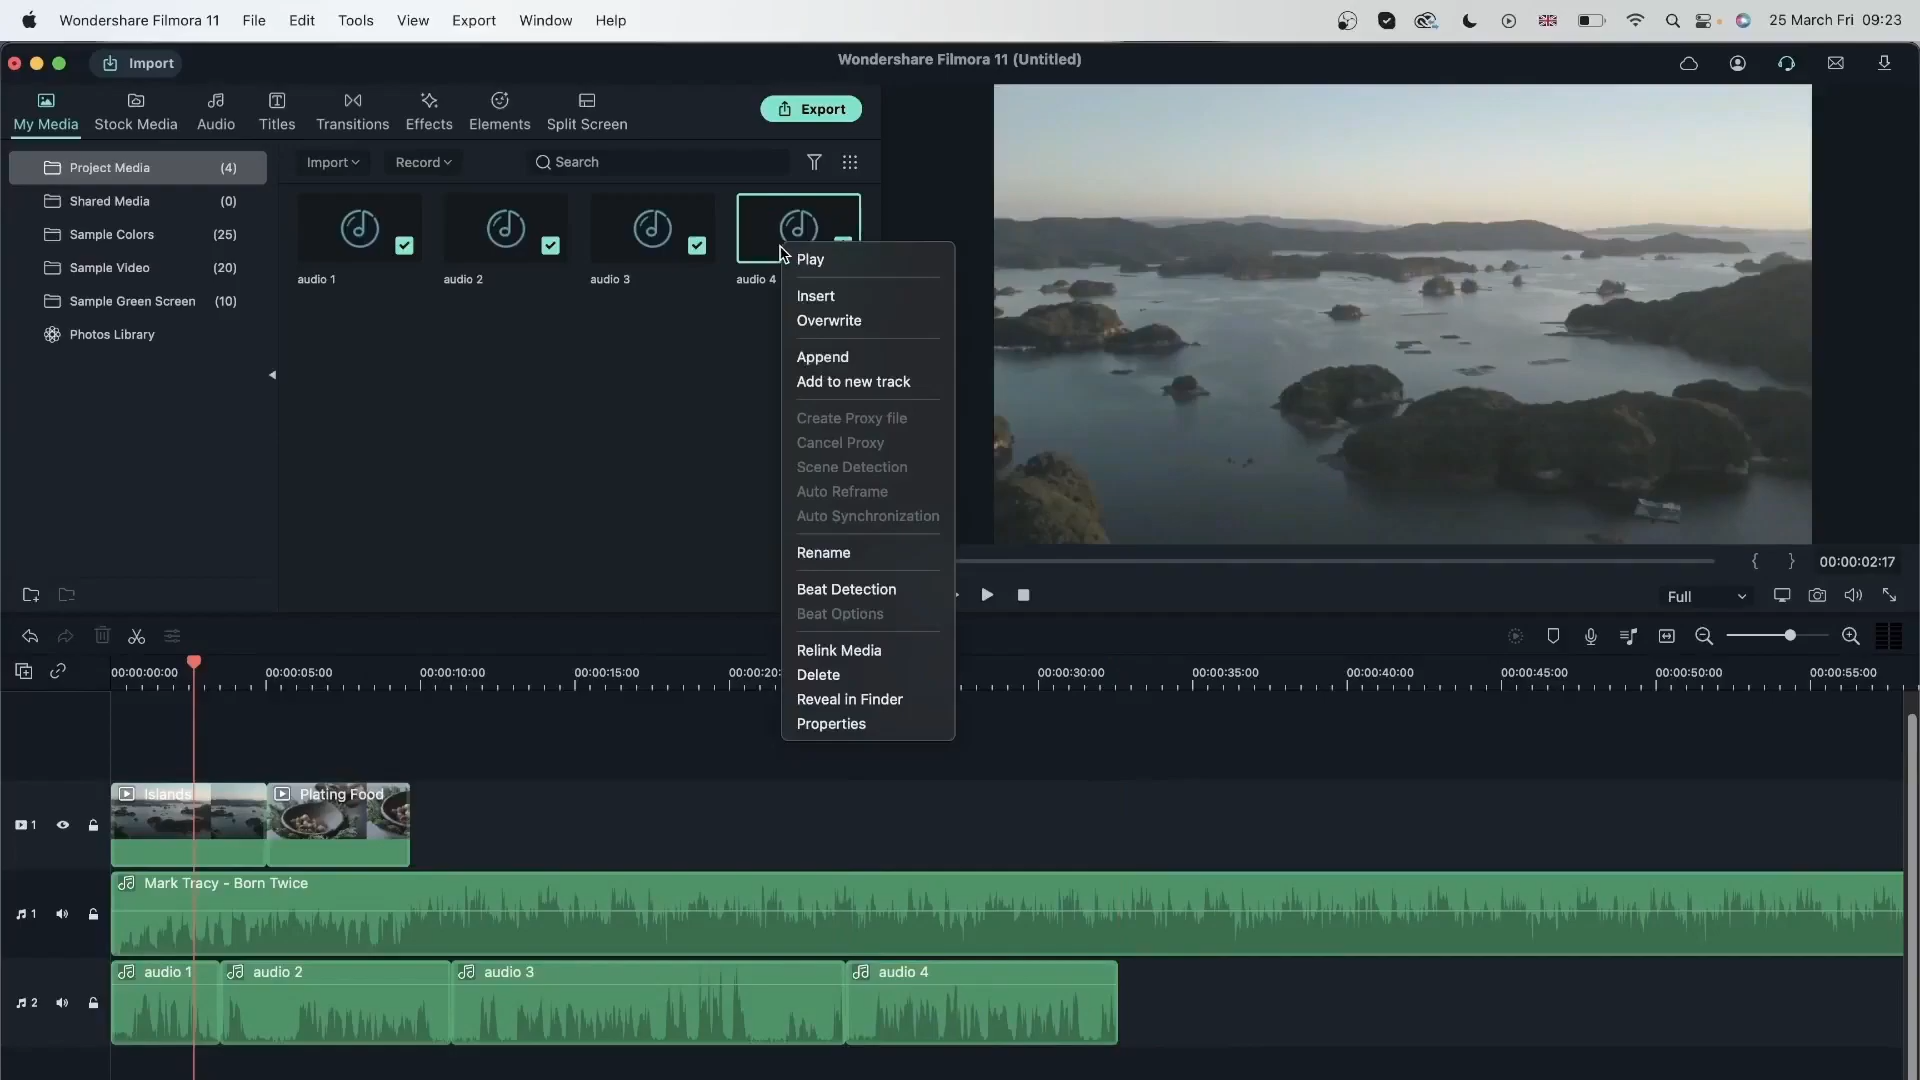 Wondershare Filmora 11 File Edit Tools View Export Window Help 25 March Fri 09:23
Import
Wondershare Filmora 11 (Untitled)
My Media Stock Media Audio Titles Transitions Effects Elements Split Screen
Export
Project Media (4)
Shared Media (0)
Sample Colors (25)
Sample Video (20)
Sample Green Screen (10)
Photos Library
Import Record Search
audio 1 audio 2 audio 3 audio 4
Play
Insert
Overwrite
Append
Add to new track
Create Proxy file
Cancel Proxy
Scene Detection
Auto Reframe
Auto Synchronization
Rename
Beat Detection
Beat Options
Relink Media
Delete
Reveal in Finder
Properties
{ } 00:00:02:17
Full
00:00:00:00 00:00:05:00 00:00:10:00 00:00:15:00 00:00:20: 00:00:30:00 00:00:35:00 00:00:40:00 00:00:45:00 00:00:50:00 00:00:55:00
1 Islands Plating Food
1 Mark Tracy - Born Twice
2 audio 1 audio 2 audio 3 audio 4